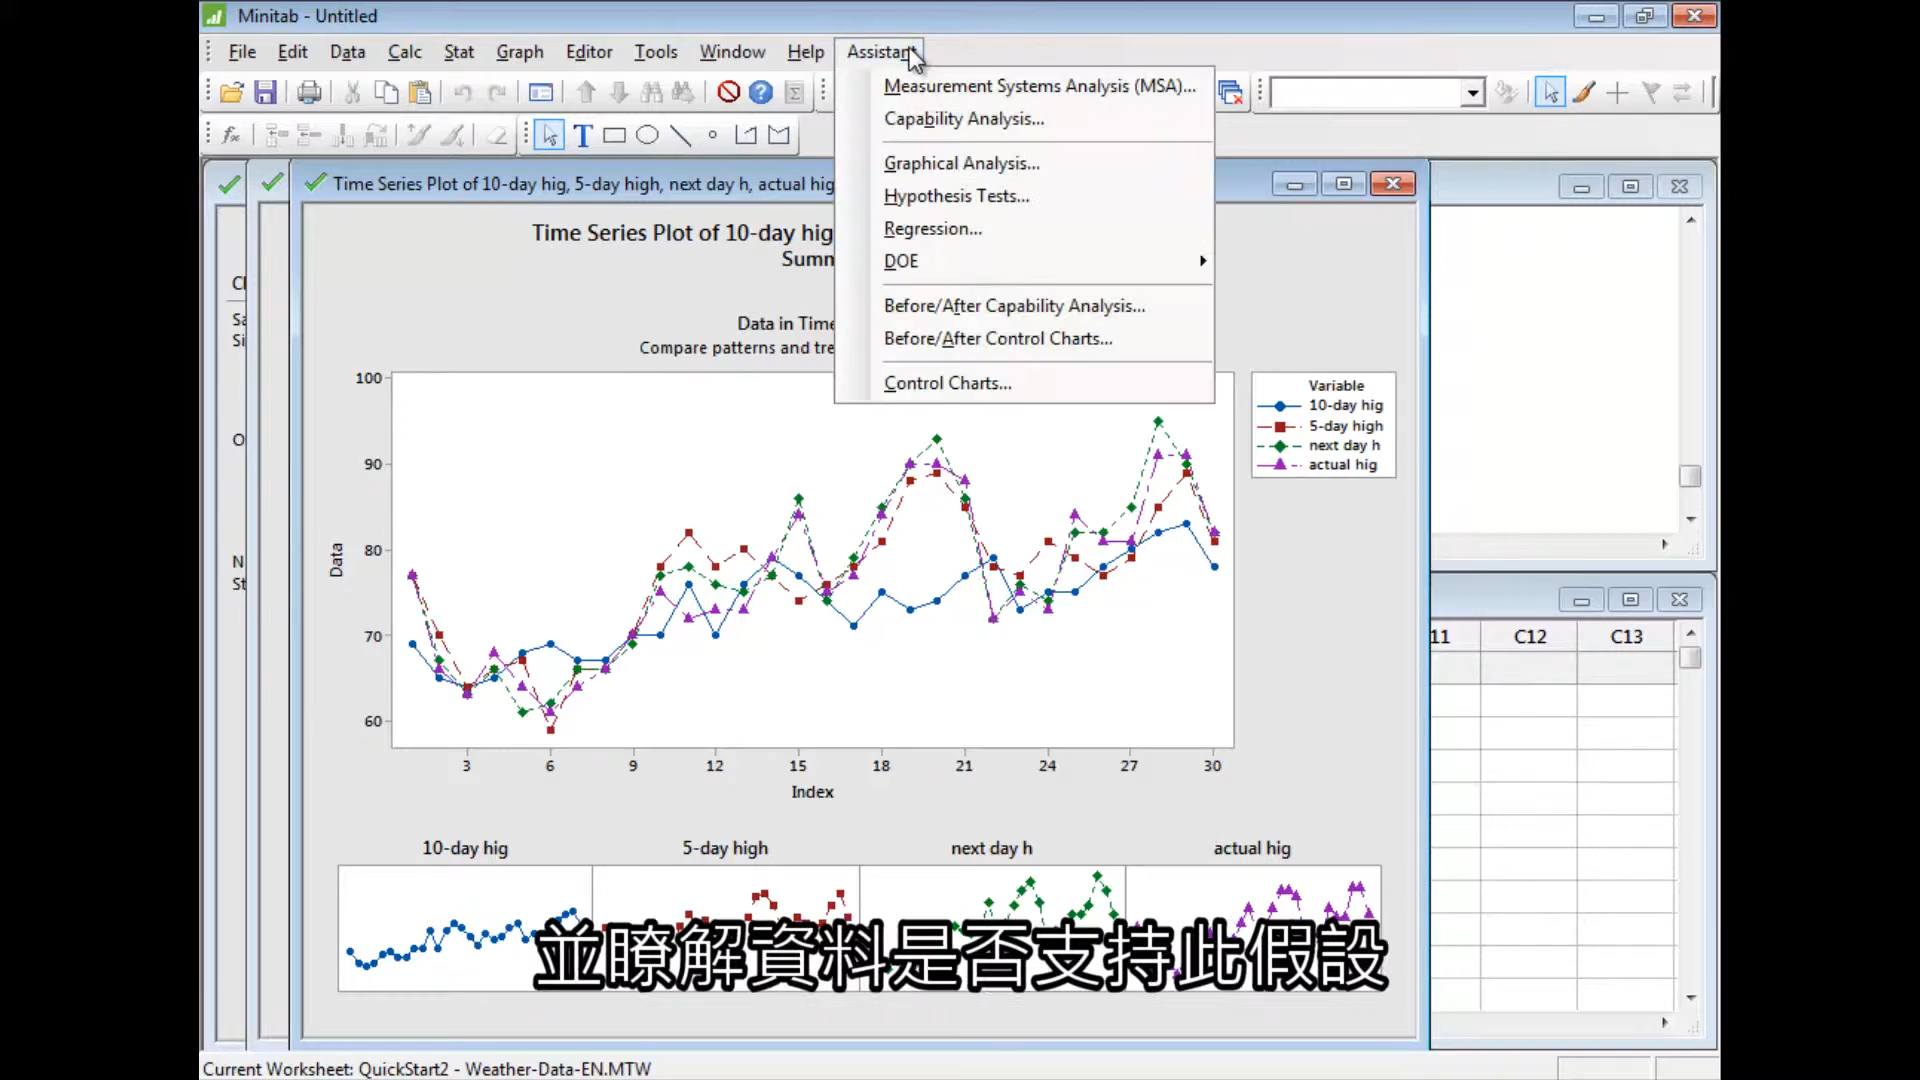 Minitab - Untitled
File Edit Data Calc Stat Graph Editor Tools Window Help Assistant
Measurement Systems Analysis (MSA)...
Capability Analysis...
Graphical Analysis...
Hypothesis Tests...
Regression...
DOE
Before/After Capability Analysis...
Before/After Control Charts...
Control Charts...
Time Series Plot of 10-day hig, 5-day high, next day h, actual hig
Time Series Plot of 10-day hig
Summ
Data in Time
Compare patterns and tre
Variable
10-day hig
5-day high
next day h
actual hig
100
90
80
70
60
Data
3 6 9 12 15 18 21 24 27 30
Index
10-day hig 5-day high next day h actual hig
Sa
Si
O
N
St
11 C12 C13
並瞭解資料是否支持此假設
Current Worksheet: QuickStart2 - Weather-Data-EN.MTW